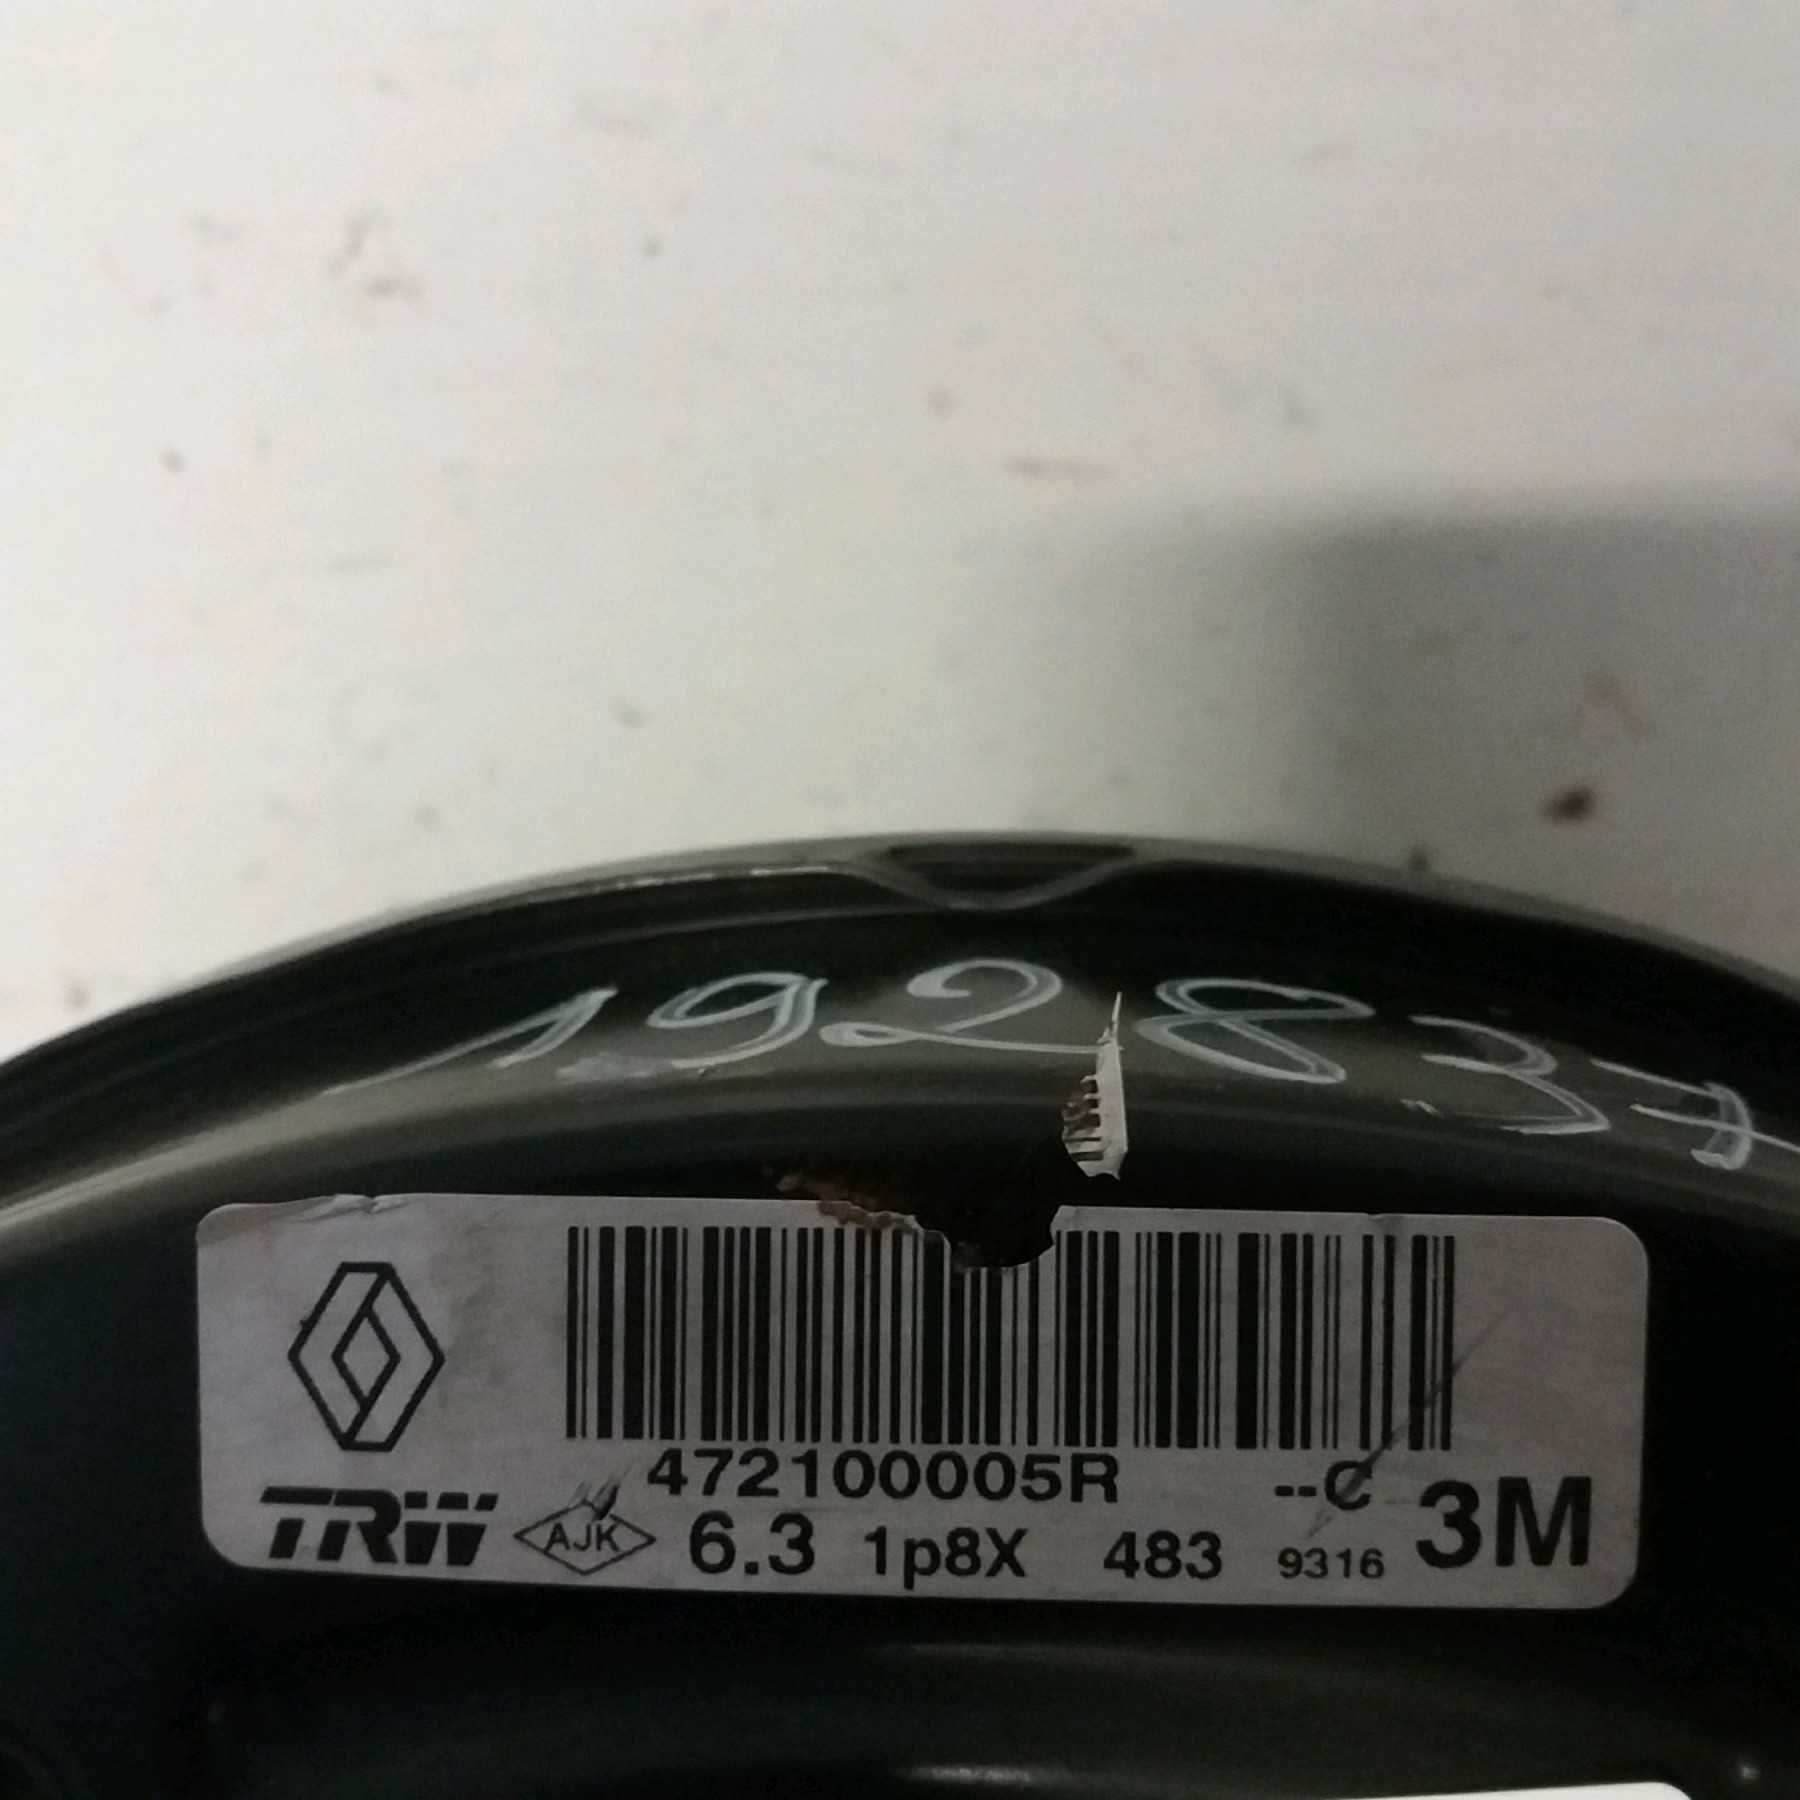 192837
472100005R --C
TRW AJK 6.3 1p8X 483 9316 3M